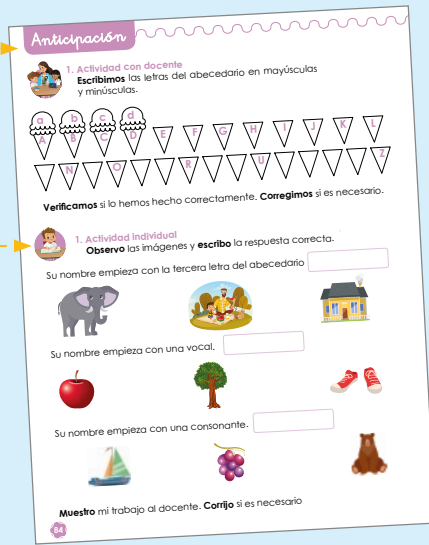 Anticipación
1. Actividad con docente
Escribimos las letras del abecedario en mayúsculas
y minúsculas.
a b c d
A B C D E F G H I J K L
N O R U Z
Verificamos si lo hemos hecho correctamente. Corregimos si es necesario.
1. Actividad individual
Observo las imágenes y escribo la respuesta correcta.
Su nombre empieza con la tercera letra del abecedario
Su nombre empieza con una vocal.
Su nombre empieza con una consonante.
Muestro mi trabajo al docente. Corrijo si es necesario
84